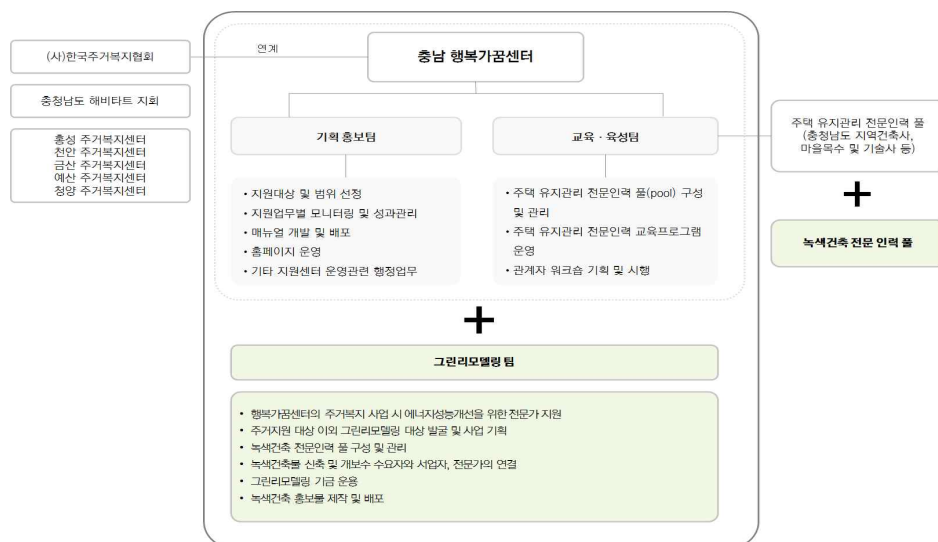 (사)한국주거복지협회
충청남도 해비타트 지회
홍성 주거복지센터
천안 주거복지센터
금산 주거복지센터
예산 주거복지센터
청양 주거복지센터
연계
충남 행복가꿈센터
기획홍보팀
• 지원대상 및 범위 선정
• 지원업무별 모니터링 및 성과관리
• 매뉴얼 개발 및 배포
• 홈페이지 운영
• 기타 지원센터 운영관련 행정업무
교육·육성팀
• 주택 유지관리 전문인력 풀(pool) 구성
및 관리
• 주택 유지관리 전문인력 교육프로그램
운영
• 관계자 워크숍 기획 및 시행
주택 유지관리 전문인력 풀
(충청남도 지역건축사,
마을목수 및 기술사 등)
+
녹색건축 전문 인력 풀
+
그린리모델링 팀
• 행복가꿈센터의 주거복지 사업 시 에너지성능개선을 위한 전문가 지원
• 주거지원 대상 이외 그린리모델링 대상 발굴 및 사업 기획
• 녹색건축 전문인력 풀 구성 및 관리
• 녹색건축물 신축 및 개보수 수요자와 서업자, 전문가의 연결
• 그린리모델링 기금 운용
• 녹색건축 홍보물 제작 및 배포